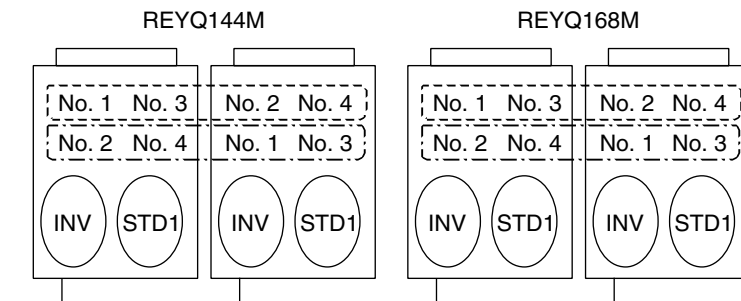 REYQ144M REYQ168M
No. 1 No. 3 No. 2 No. 4 No. 1 No. 3 No. 2 No. 4
No. 2 No. 4 No. 1 No. 3 No. 2 No. 4 No. 1 No. 3
INV STD1 INV STD1 INV STD1 INV STD1